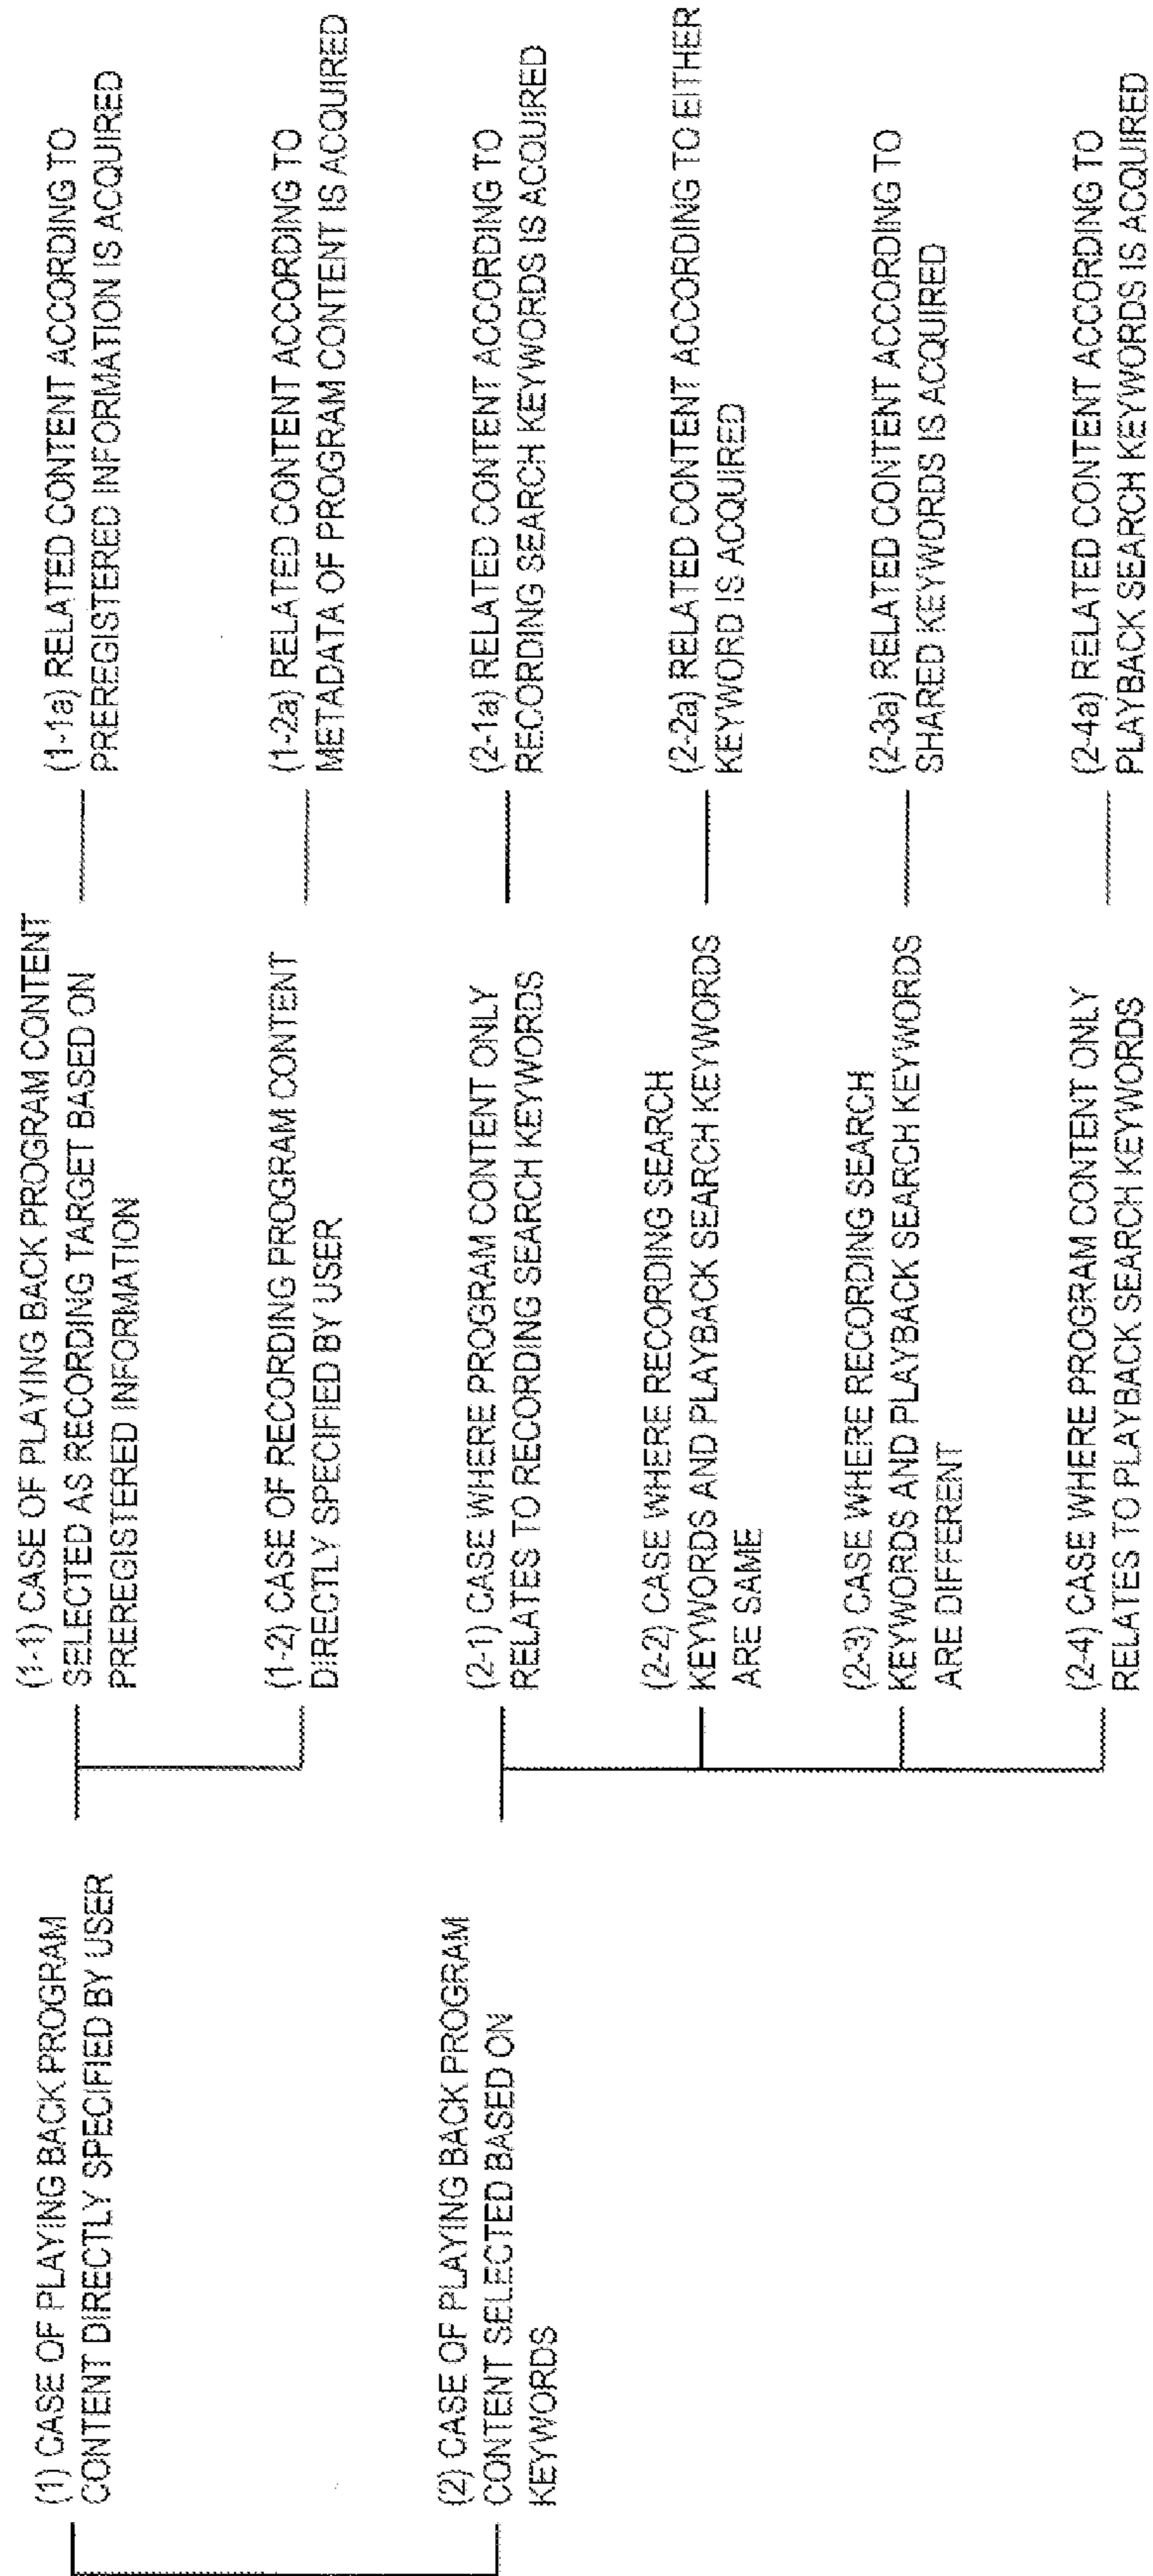 (1) CASE OF PLAYING BACK PROGRAM
CONTENT DIRECTLY SPECIFIED BY USER
(1-1) CASE OF PLAYING BACK PROGRAM CONTENT
SELECTED AS RECORDING TARGET BASED ON
PREREGISTERED INFORMATION
(1-1a) RELATED CONTENT ACCORDING TO
PREREGISTERED INFORMATION IS ACQUIRED
(1-2) CASE OF RECORDING PROGRAM CONTENT
DIRECTLY SPECIFIED BY USER
(1-2a) RELATED CONTENT ACCORDING TO
METADATA OF PROGRAM CONTENT IS ACQUIRED
(2) CASE OF PLAYING BACK PROGRAM
CONTENT SELECTED BASED ON
KEYWORDS
(2-1) CASE WHERE PROGRAM CONTENT ONLY
RELATES TO RECORDING SEARCH KEYWORDS
(2-1a) RELATED CONTENT ACCORDING TO
RECORDING SEARCH KEYWORDS IS ACQUIRED
(2-2) CASE WHERE RECORDING SEARCH
KEYWORDS AND PLAYBACK SEARCH KEYWORDS
ARE SAME
(2-2a) RELATED CONTENT ACCORDING TO EITHER
KEYWORD IS ACQUIRED
(2-3) CASE WHERE RECORDING SEARCH
KEYWORDS AND PLAYBACK SEARCH KEYWORDS
ARE DIFFERENT
(2-3a) RELATED CONTENT ACCORDING TO
SHARED KEYWORDS IS ACQUIRED
(2-4) CASE WHERE PROGRAM CONTENT ONLY
RELATES TO PLAYBACK SEARCH KEYWORDS
(2-4a) RELATED CONTENT ACCORDING TO
PLAYBACK SEARCH KEYWORDS IS ACQUIRED